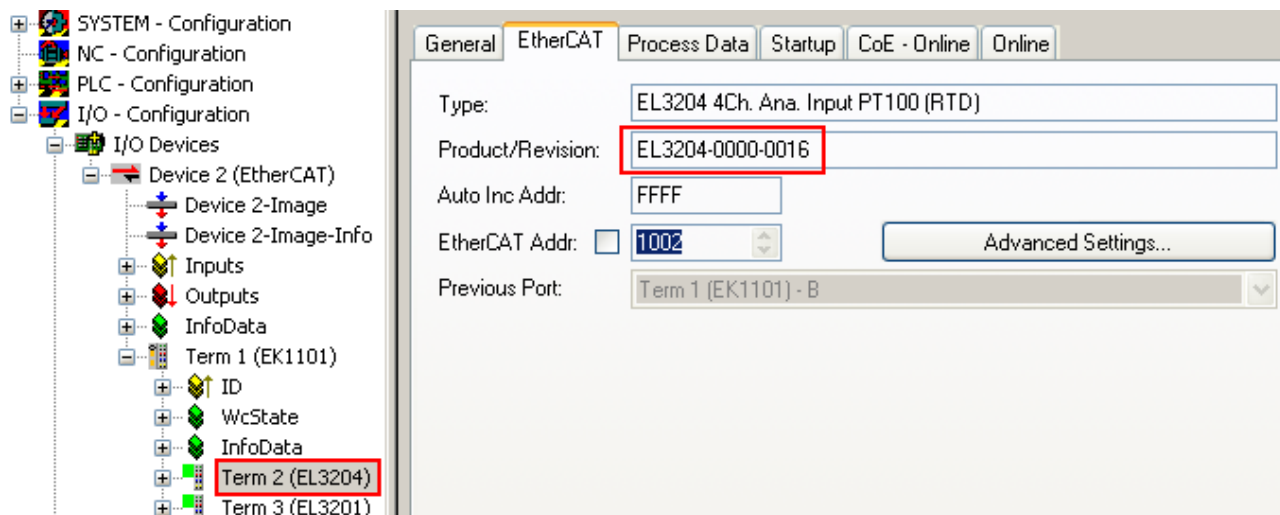 SYSTEM - Configuration
NC - Configuration
PLC - Configuration
I/O - Configuration
I/O Devices
Device 2 (EtherCAT)
Device 2-Image
Device 2-Image-Info
Inputs
Outputs
InfoData
Term 1 (EK1101)
ID
WcState
InfoData
Term 2 (EL3204)
Term 3 (EL3201)
General EtherCAT Process Data Startup CoE - Online Online
Type: EL3204 4Ch. Ana. Input PT100 (RTD)
Product/Revision: EL3204-0000-0016
Auto Inc Addr: FFFF
EtherCAT Addr: 1002 Advanced Settings...
Previous Port: Term 1 (EK1101) - B